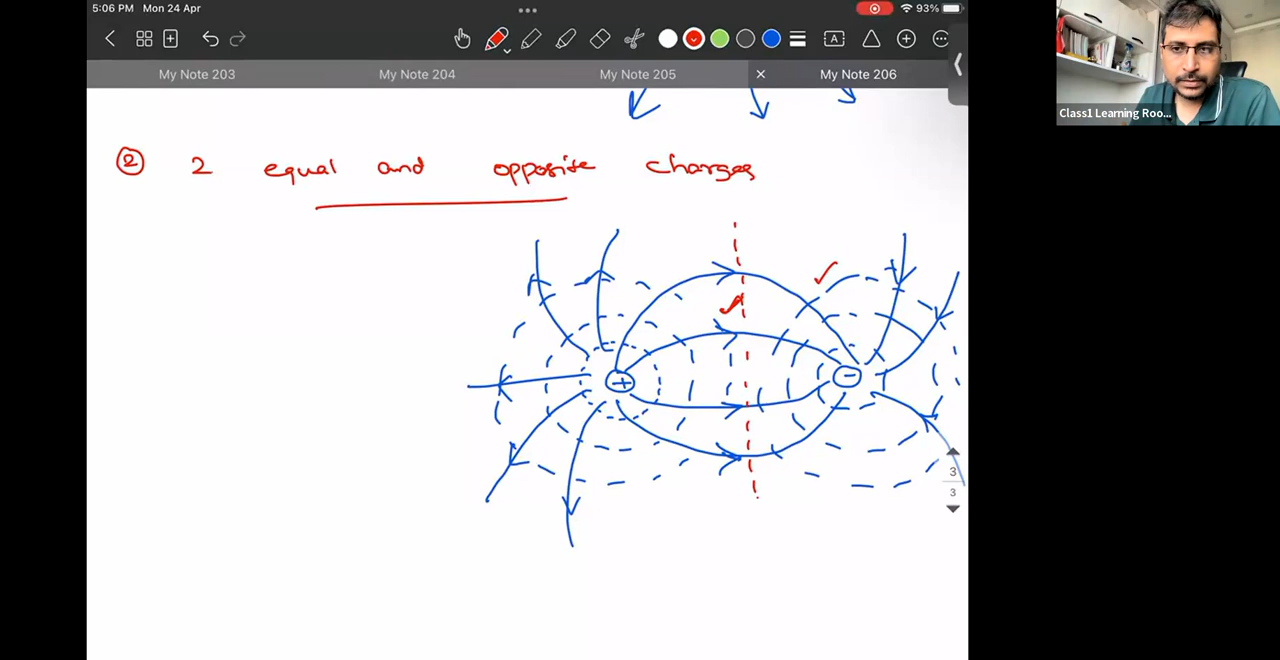 5:06 PM Mon 24 Apr
93%
A
My Note 203
My Note 204
My Note 205
My Note 206
Class1 Learning Roo...
② 2 equal and opposite charges
+
-
3
3